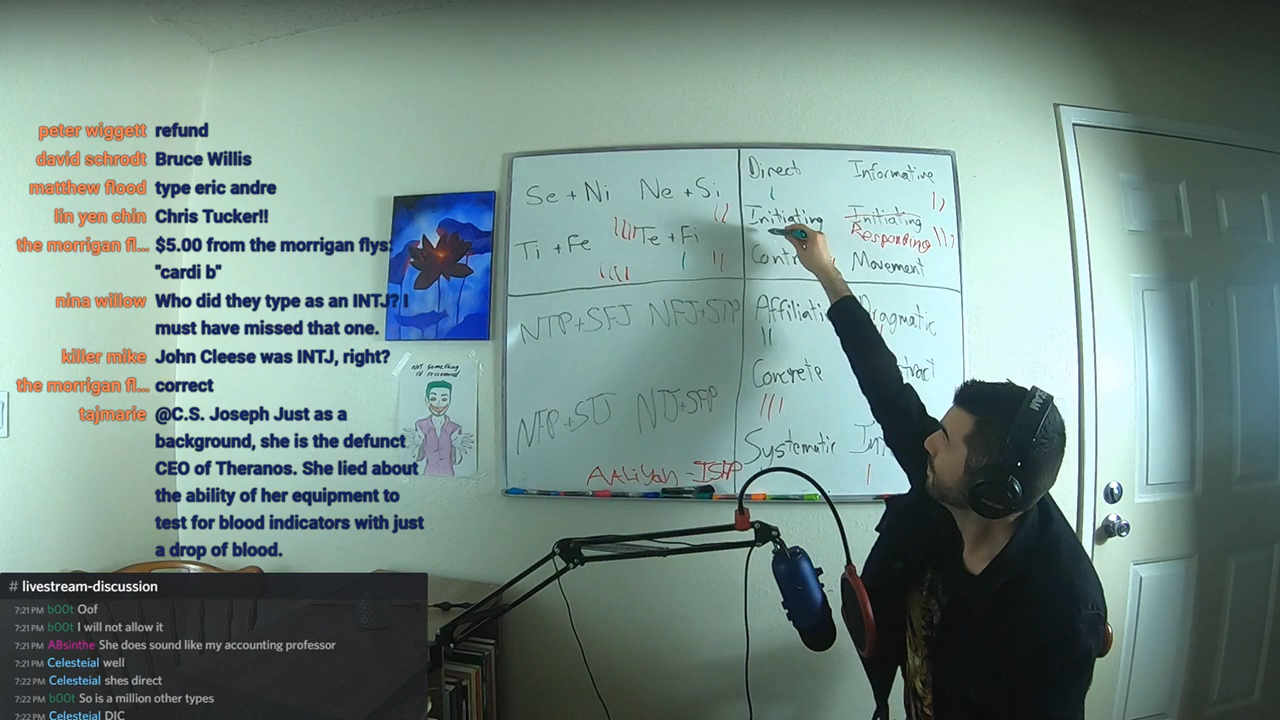 peter wiggett refund
david schrodt Bruce Willis
matthew flood type eric andre
lin yen chin Chris Tucker!!
the morrigan fl... $5.00 from the morrigan flys:
"cardi b"
nina willow Who did they type as an INTJ? I
must have missed that one.
killer mike John Cleese was INTJ, right?
the morrigan fl... correct
tajmarie @C.S. Joseph Just as a
background, she is the defunct
CEO of Theranos. She lied about
the ability of her equipment to
test for blood indicators with just
a drop of blood.
# livestream-discussion
7:21 PM b00t Oof
7:21 PM b00t I will not allow it
7:21 PM ABsinthe She does sound like my accounting professor
7:21 PM Celesteial well
7:22 PM Celesteial shes direct
7:22 PM b00t So is a million other types
7:22 PM Celesteial DIC
NOT something
I'd recommend
Se + Ni Ne + Si
Ti + Fe Te + Fi
NTP + SFJ NFJ + STP
NFP + STJ NTJ + SFP
Aaliyah - ISFP
Direct Informative
Initiating Initiating
Responding
Movement
Pragmatic
Concrete
Systematic